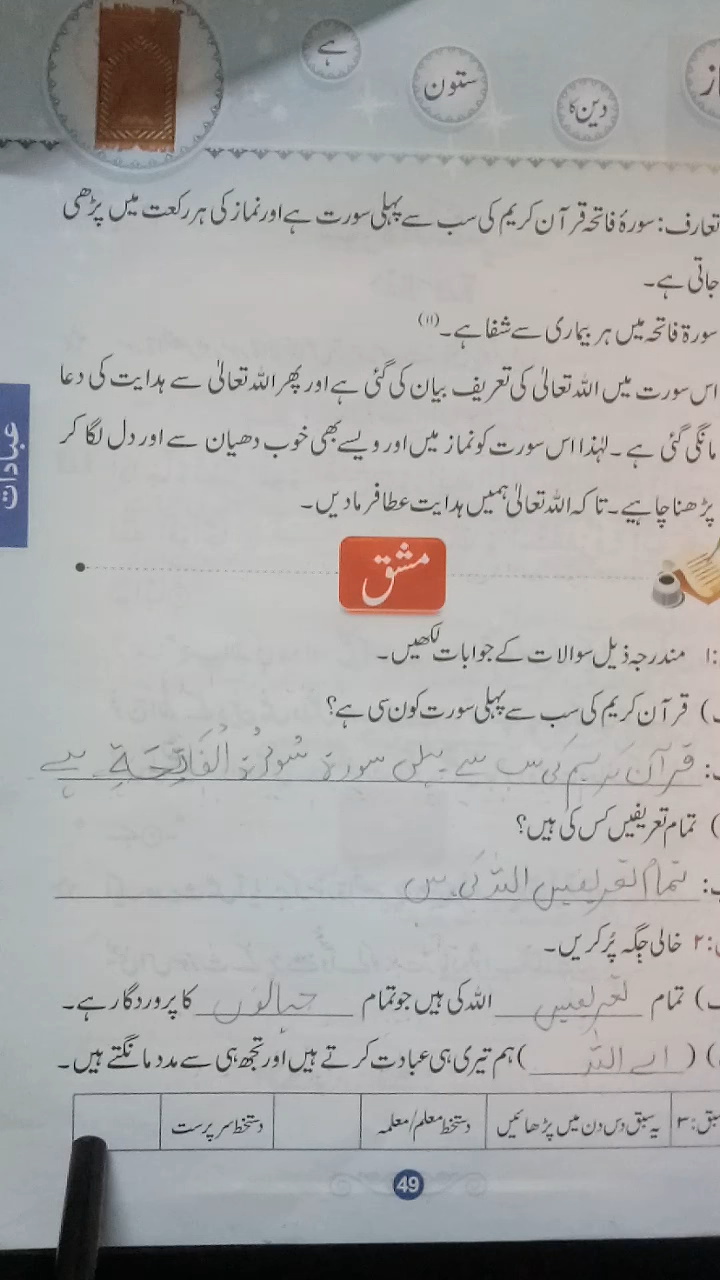 ہے
ستون
دین کا
تعارف: سورۂ فاتحہ قرآن کریم کی سب سے پہلی سورت ہے اور نماز کی ہر رکعت میں پڑھی
جاتی ہے۔
سورۃ فاتحہ میں ہر بیماری سے شفا ہے۔(۱۱)
اس سورت میں اللہ تعالیٰ کی تعریف بیان کی گئی ہے اور پھر اللہ تعالیٰ سے ہدایت کی دعا
مانگی گئی ہے۔ لہٰذا اس سورت کو نماز میں اور ویسے بھی خوب دھیان سے اور دل لگا کر
پڑھنا چاہیے۔ تاکہ اللہ تعالیٰ ہمیں ہدایت عطا فرمادیں۔
عبادات
مشق
:۱ مندرجہ ذیل سوالات کے جوابات لکھیں۔
) قرآن کریم کی سب سے پہلی سورت کون سی ہے؟
: قرآن کریم کی سب سے پہلی سورۃ سُوْرَۃُ الْفَاتِحَۃِ ہے
) تمام تعریفیں کس کی ہیں؟
: تمام تعریفیں اللہ کی ہیں
:۲ خالی جگہ پُر کریں۔
) تمام تعریفیں اللہ کی ہیں جو تمام جہانوں کا پروردگار ہے۔
) (اے اللہ) ہم تیری ہی عبادت کرتے ہیں اور تجھ ہی سے مدد مانگتے ہیں۔
سبق:۳ یہ سبق دس دن میں پڑھائیں دستخط معلم/معلمہ دستخط سرپرست
49